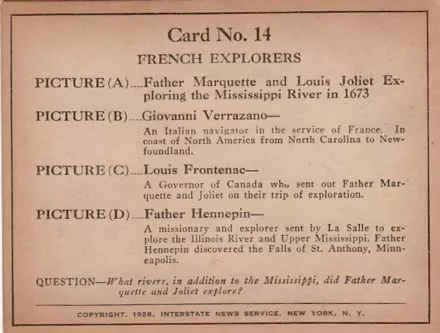 Card No. 14
FRENCH EXPLORERS
PICTURE (A)....Father Marquette and Louis Joliet Ex-
ploring the Mississippi River in 1673
PICTURE (B)....Giovanni Verrazano—
An Italian navigator in the service of France. In
coast of North America from North Carolina to New-
foundland.
PICTURE (C)....Louis Frontenac—
A Governor of Canada who sent out Father Mar-
quette and Joliet on their trip of exploration.
PICTURE (D)....Father Hennepin—
A missionary and explorer sent by La Salle to ex-
plore the Illinois River and Upper Mississippi. Father
Hennepin discovered the Falls of St. Anthony, Minn-
eapolis.
QUESTION—What rivers, in addition to the Mississippi, did Father Mar-
quette and Joliet explore?
COPYRIGHT, 1928, INTERSTATE NEWS SERVICE, NEW YORK, N. Y.